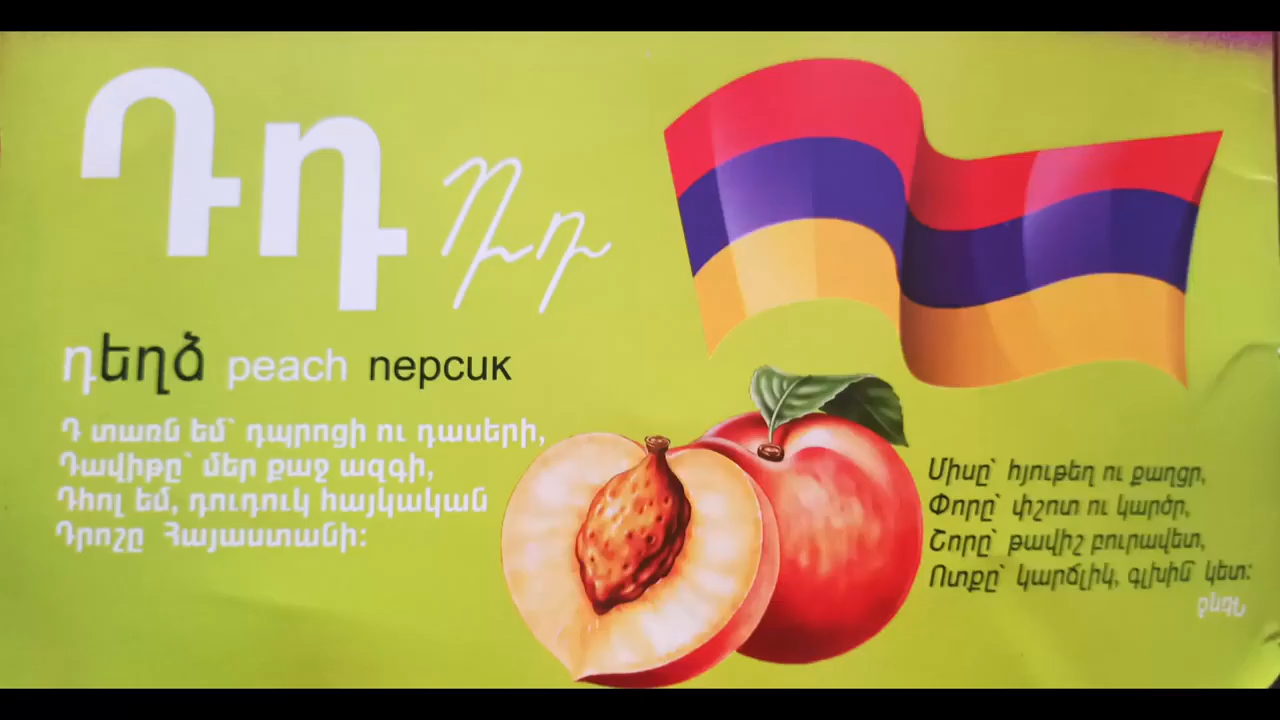 Դդ Դդ
դեղձ peach персик
Դ տառն եմ՝ դպրոցի ու դասերի,
Դավիթը՝ մեր քաջ ազգի,
Դհոլ եմ, դուդուկ հայկական
Դրոշը Հայաստանի:
Միսը՝ հյութեղ ու քաղցր,
Փորը՝ փշոտ ու կարծր,
Շորը՝ թավիշ բուրավետ,
Ոտքը՝ կարճլիկ, գլխին կետ: